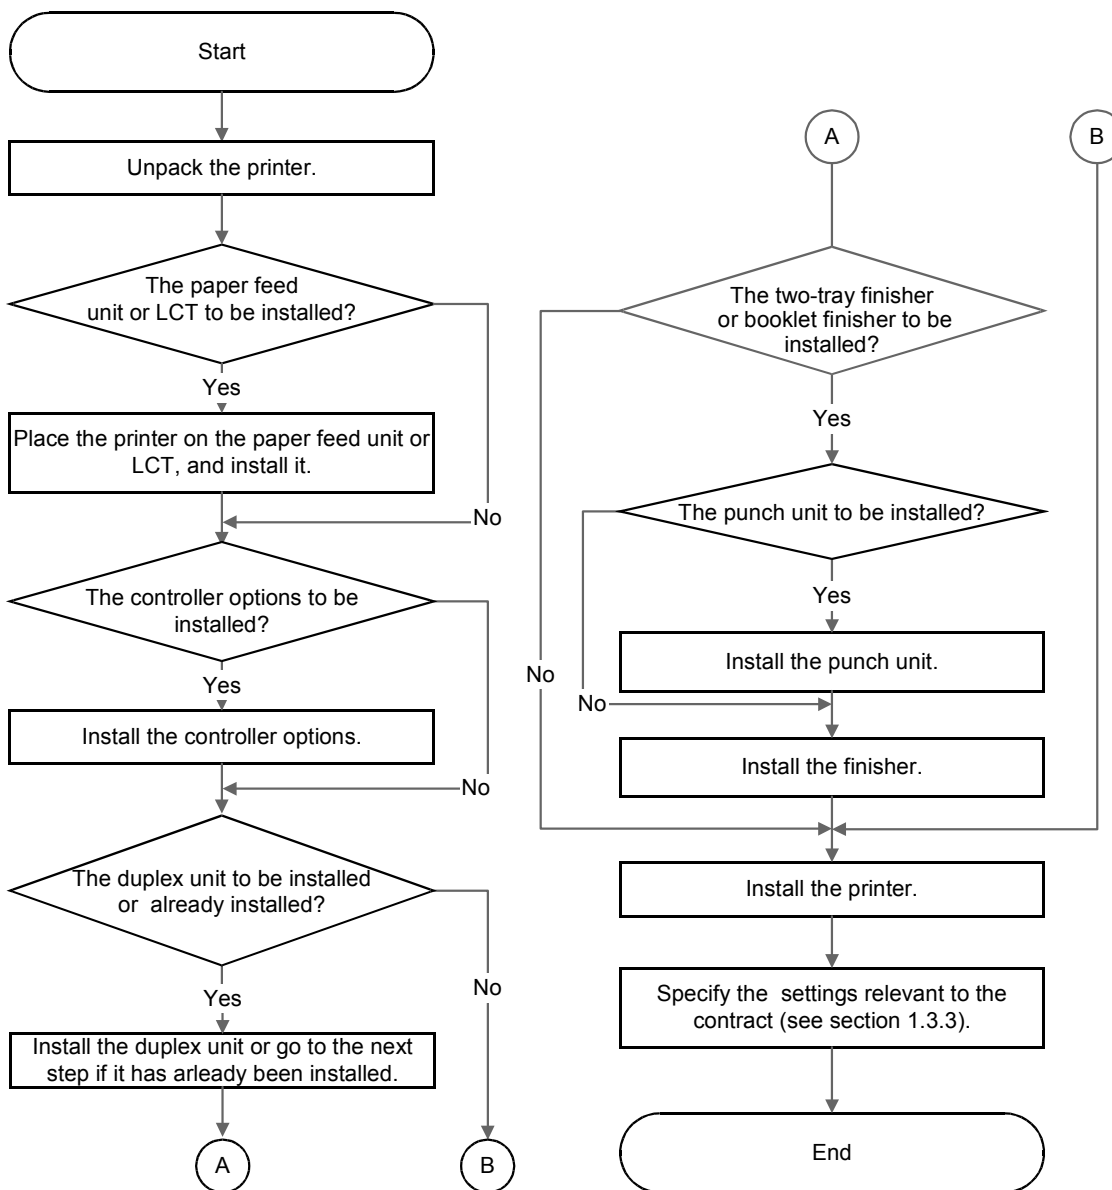 Start
Unpack the printer.
The paper feed
unit or LCT to be installed?
Yes
Place the printer on the paper feed unit or
LCT, and install it.
No
The controller options to be
installed?
Yes
Install the controller options.
No
The duplex unit to be installed
or already installed?
Yes
No
Install the duplex unit or go to the next
step if it has arleady been installed.
A
B
A
B
The two-tray finisher
or booklet finisher to be
installed?
Yes
The punch unit to be installed?
Yes
Install the punch unit.
No
No
Install the finisher.
Install the printer.
Specify the settings relevant to the
contract (see section 1.3.3).
End